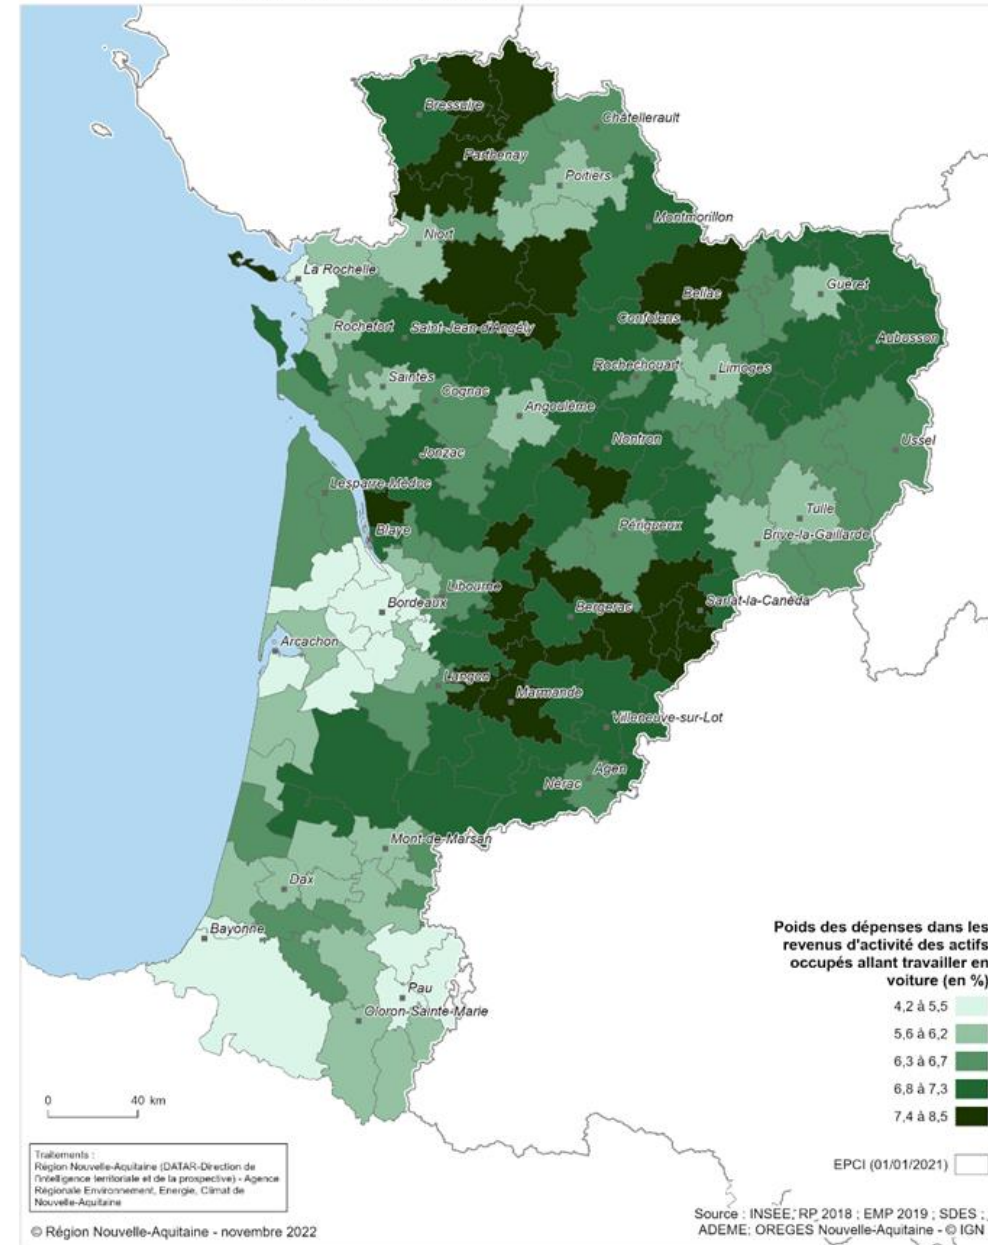 Bressuire
Châtellerault
Parthenay
Poitiers
Montmorillon
Niort
La Rochelle
Guéret
Bellac
Rochefort
Saint-Jean-d'Angély
Confolens
Aubusson
Rochechouart
Limoges
Saintes
Cognac
Angoulême
Nontron
Ussel
Jonzac
Lesparre-Médoc
Tulle
Blaye
Périgueux
Brive-la-Gaillarde
Libourne
Bordeaux
Bergerac
Sarlat-la-Canéda
Arcachon
Langon
Marmande
Villeneuve-sur-Lot
Agen
Nérac
Mont-de-Marsan
Dax
Bayonne
Pau
Oloron-Sainte-Marie
Poids des dépenses dans les
revenus d'activité des actifs
occupés allant travailler en
voiture (en %)
4,2 à 5,5
5,6 à 6,2
6,3 à 6,7
6,8 à 7,3
7,4 à 8,5
EPCI (01/01/2021)
0 40 km
Traitements :
Région Nouvelle-Aquitaine (DATAR-Direction de
l'intelligence territoriale et de la prospective) - Agence
Régionale Environnement, Energie, Climat de
Nouvelle-Aquitaine
© Région Nouvelle-Aquitaine - novembre 2022
Source : INSEE, RP 2018 ; EMP 2019 ; SDES ;
ADEME; OREGES Nouvelle-Aquitaine - © IGN